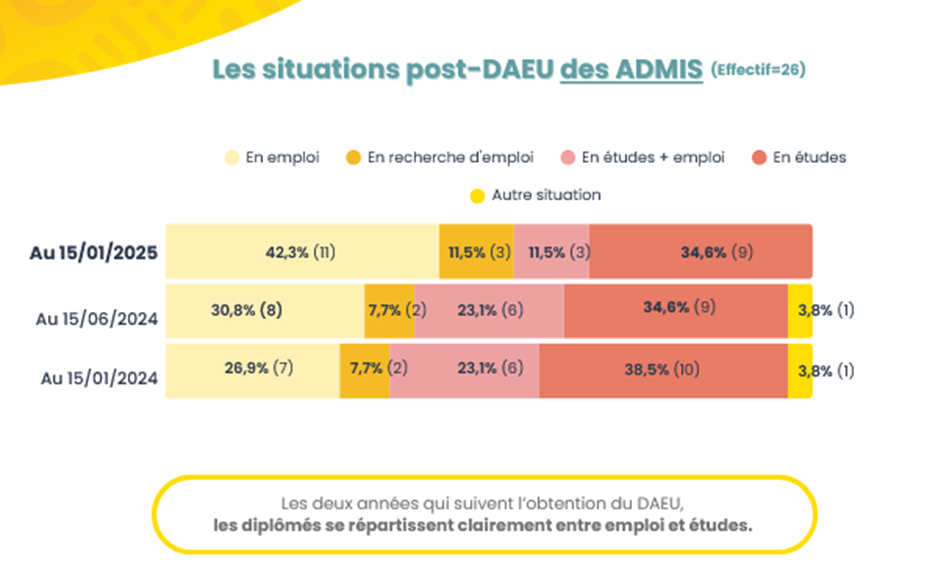 Les situations post-DAEU des ADMIS (Effectif=26)
En emploi En recherche d'emploi En études + emploi En études
Autre situation
Au 15/01/2025 42,3% (11) 11,5% (3) 11,5% (3) 34,6% (9)
Au 15/06/2024 30,8% (8) 7,7% (2) 23,1% (6) 34,6% (9) 3,8% (1)
Au 15/01/2024 26,9% (7) 7,7% (2) 23,1% (6) 38,5% (10) 3,8% (1)
Les deux années qui suivent l'obtention du DAEU,
les diplômés se répartissent clairement entre emploi et études.